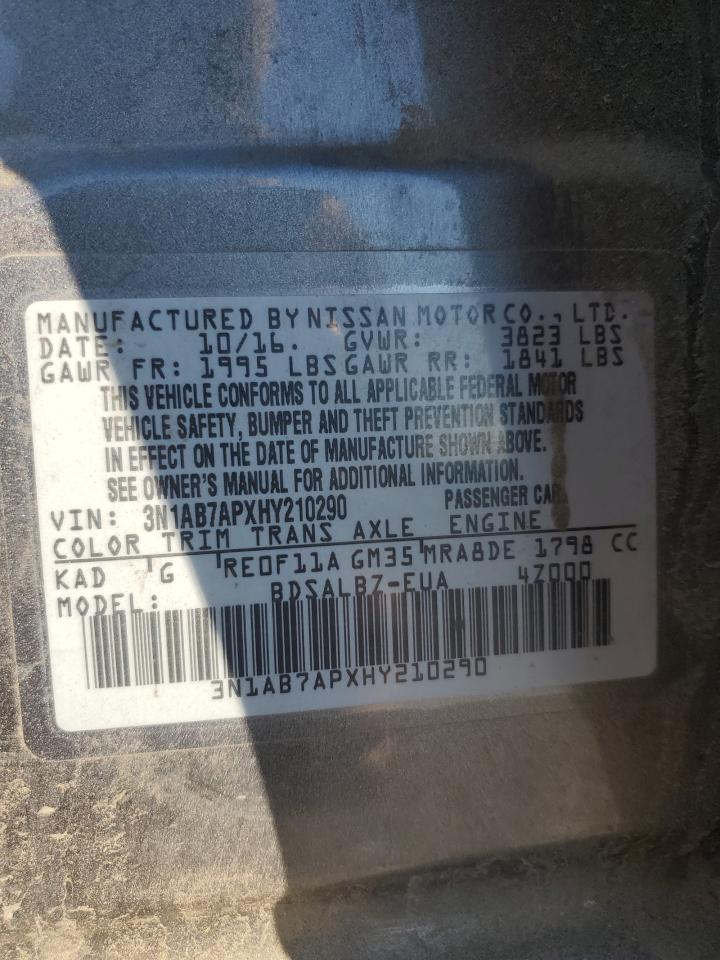 MANUFACTURED BY NISSAN MOTOR CO., LTD.
DATE: 10/16. GVWR: 3823 LBS
GAWR FR: 1995 LBS GAWR RR: 1841 LBS
THIS VEHICLE CONFORMS TO ALL APPLICABLE FEDERAL MOTOR
VEHICLE SAFETY, BUMPER AND THEFT PREVENTION STANDARDS
IN EFFECT ON THE DATE OF MANUFACTURE SHOWN ABOVE.
SEE OWNER'S MANUAL FOR ADDITIONAL INFORMATION.
VIN: 3N1AB7APXHY210290 PASSENGER CAR
COLOR TRIM TRANS AXLE ENGINE
KAD 'G 'RE0F11A GM35'MRA8DE 1798 CC
MODEL: BDSALBZ-EUA 4Z000
3N1AB7APXHY210290